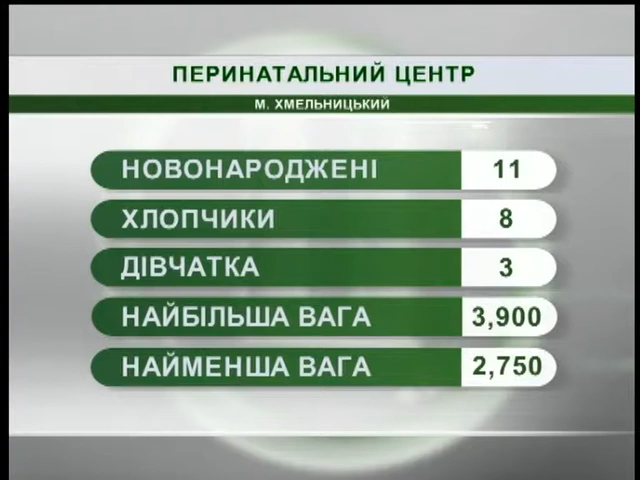 ПЕРИНАТАЛЬНИЙ ЦЕНТР
М. ХМЕЛЬНИЦЬКИЙ
НОВОНАРОДЖЕНІ 11
ХЛОПЧИКИ 8
ДІВЧАТКА 3
НАЙБІЛЬША ВАГА 3,900
НАЙМЕНША ВАГА 2,750